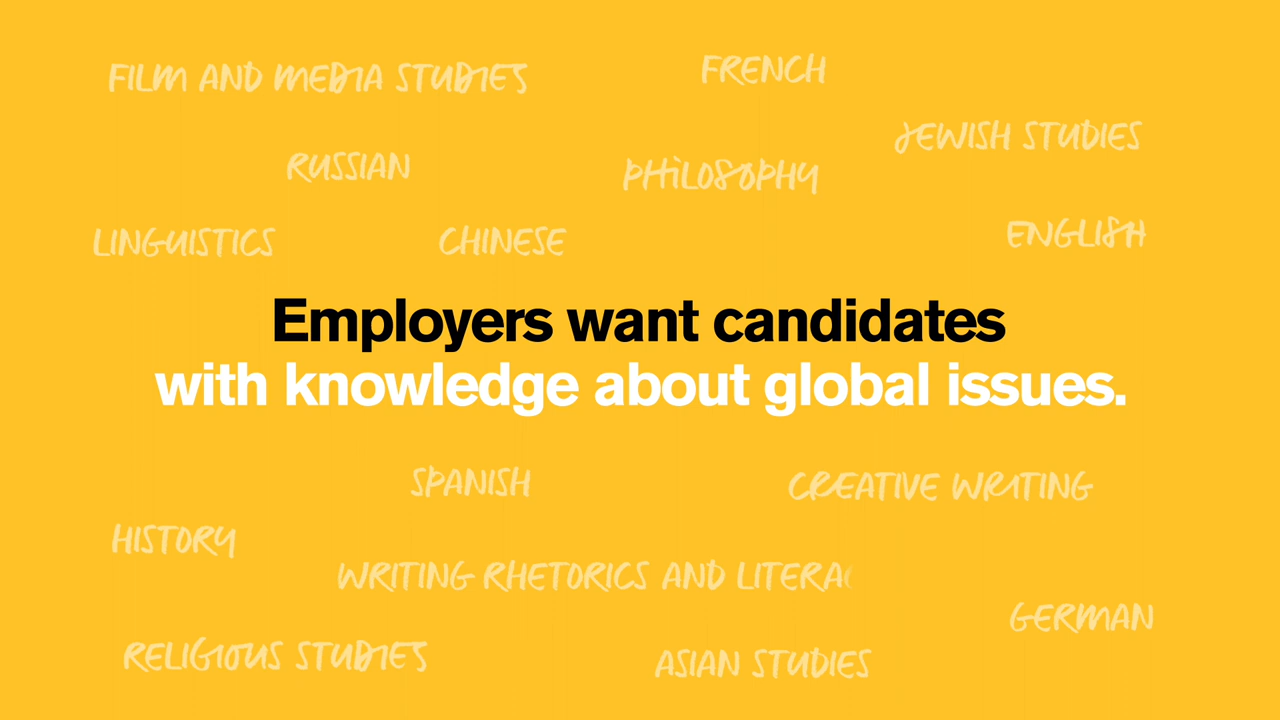 FILM AND MEDIA STUDIES
FRENCH
JEWISH STUDIES
RUSSIAN
PHILOSOPHY
LINGUISTICS
CHINESE
ENGLISH
Employers want candidates
with knowledge about global issues.
SPANISH
CREATIVE WRITING
HISTORY
WRITING RHETORICS AND
GERMAN
RELIGIOUS STUDIES
ASIAN STUDIES